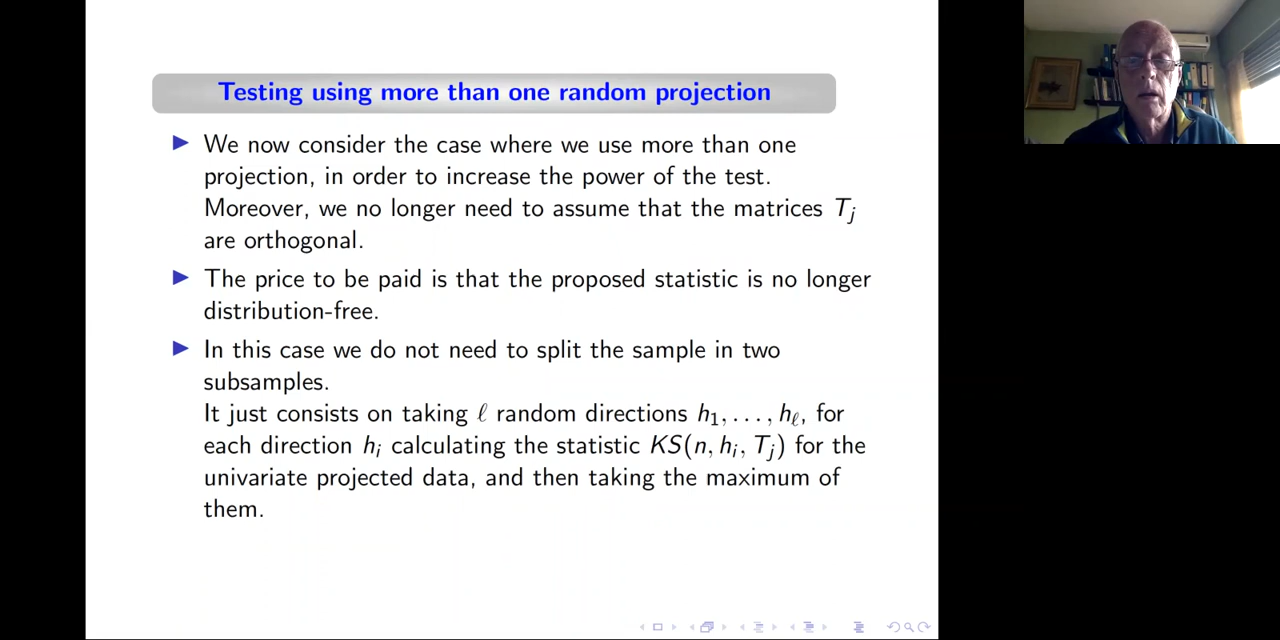 Testing using more than one random projection
▶ We now consider the case where we use more than one
projection, in order to increase the power of the test.
Moreover, we no longer need to assume that the matrices T_j
are orthogonal.
▶ The price to be paid is that the proposed statistic is no longer
distribution-free.
▶ In this case we do not need to split the sample in two
subsamples.
It just consists on taking ℓ random directions h_1, . . . , h_ℓ, for
each direction h_i calculating the statistic KS(n, h_i, T_j) for the
univariate projected data, and then taking the maximum of
them.